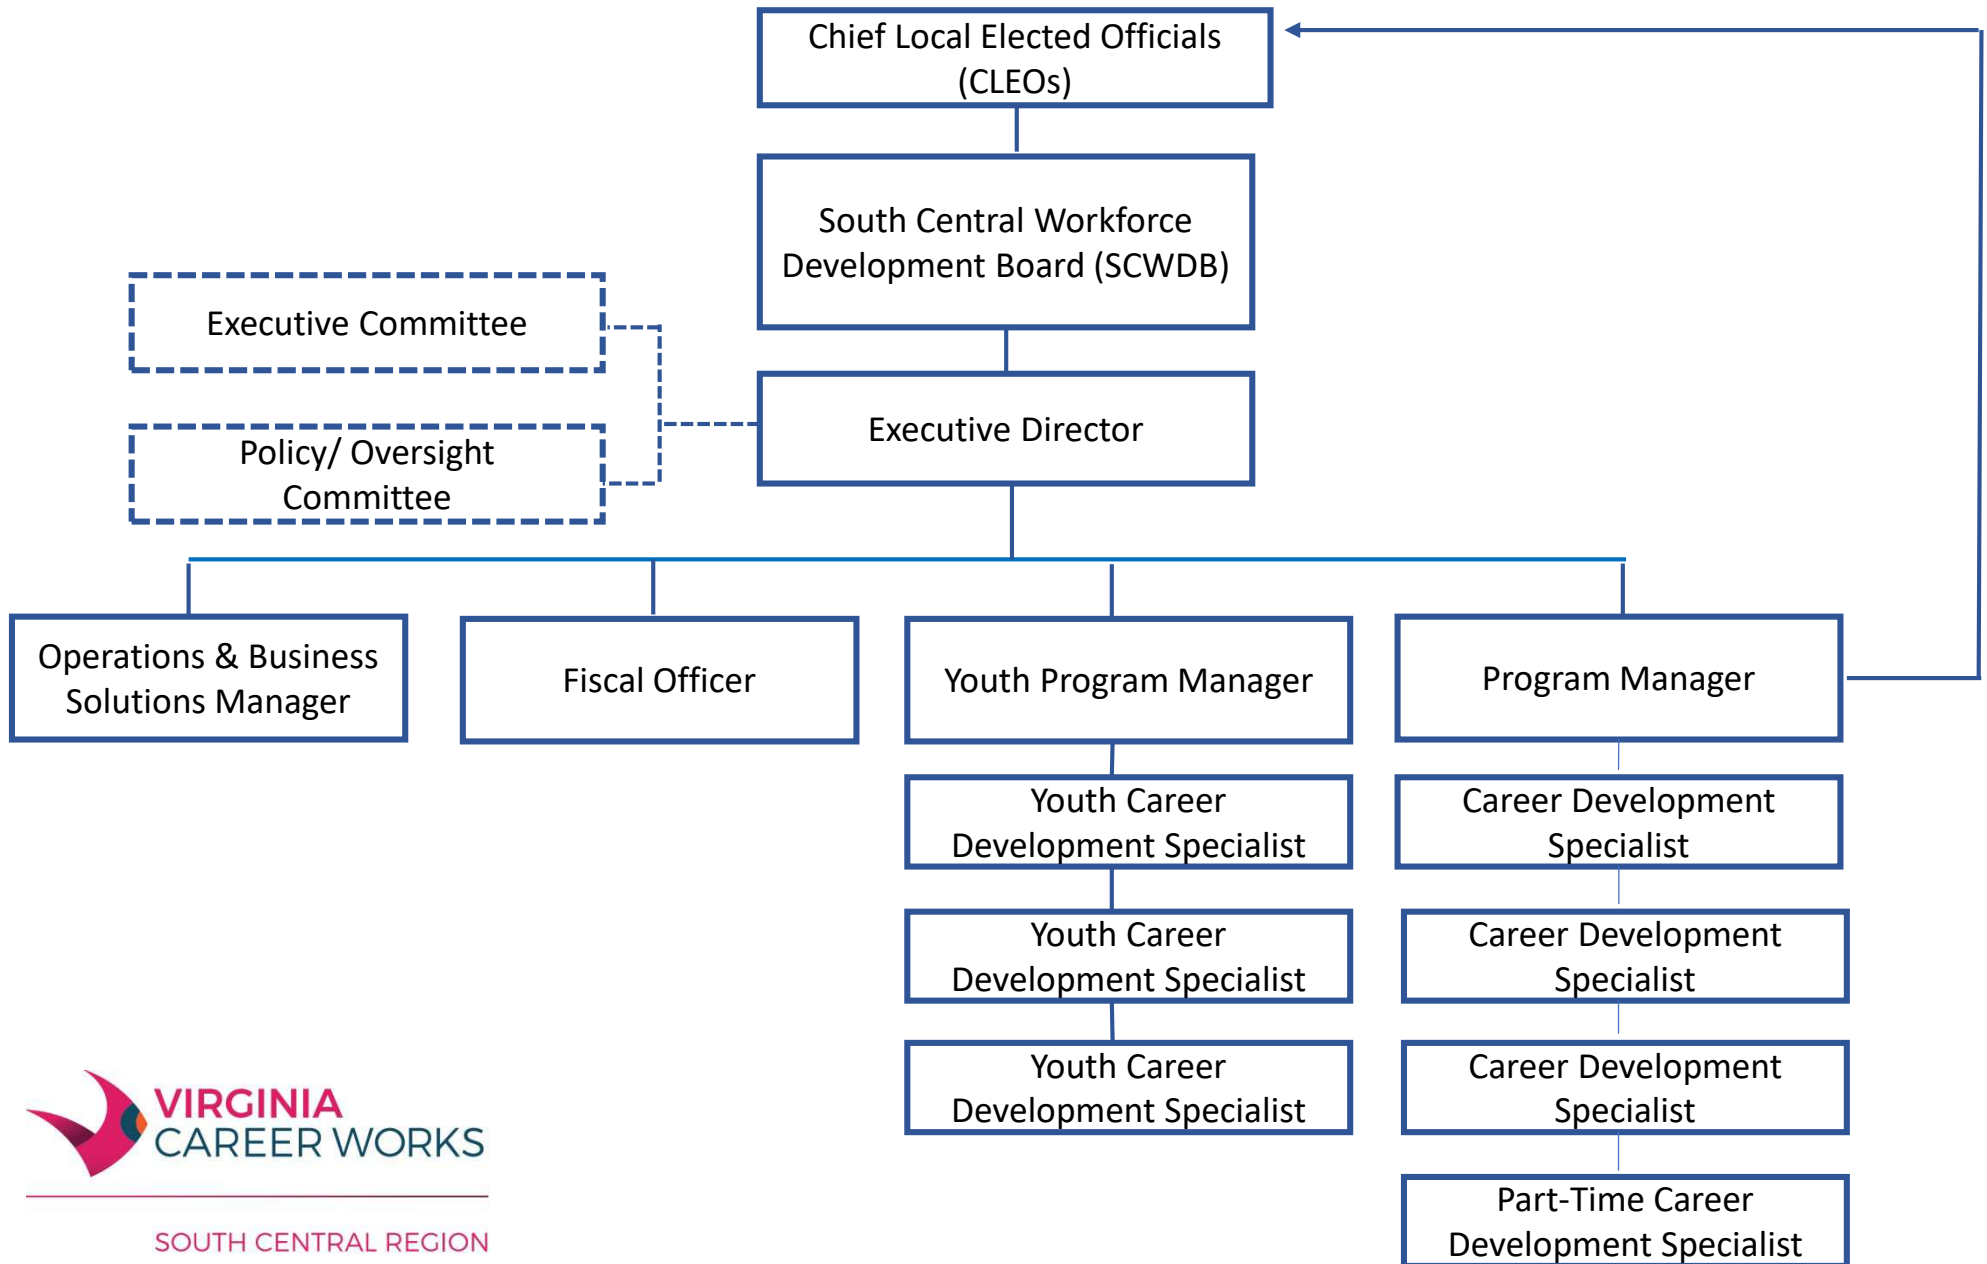 Chief Local Elected Officials
(CLEOs)
South Central Workforce
Development Board (SCWDB)
Executive Committee
Policy/ Oversight
Committee
Executive Director
Operations & Business
Solutions Manager
Fiscal Officer
Youth Program Manager
Program Manager
Youth Career
Development Specialist
Career Development
Specialist
Youth Career
Development Specialist
Career Development
Specialist
Youth Career
Development Specialist
Career Development
Specialist
Part-Time Career
Development Specialist
VIRGINIA
CAREER WORKS
SOUTH CENTRAL REGION